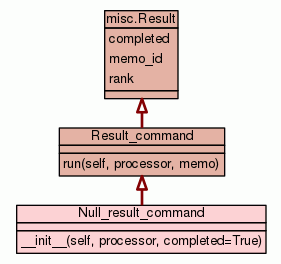 misc.Result
completed
memo_id
rank
Result_command
run(self, processor, memo)
Null_result_command
__init__(self, processor, completed=True)